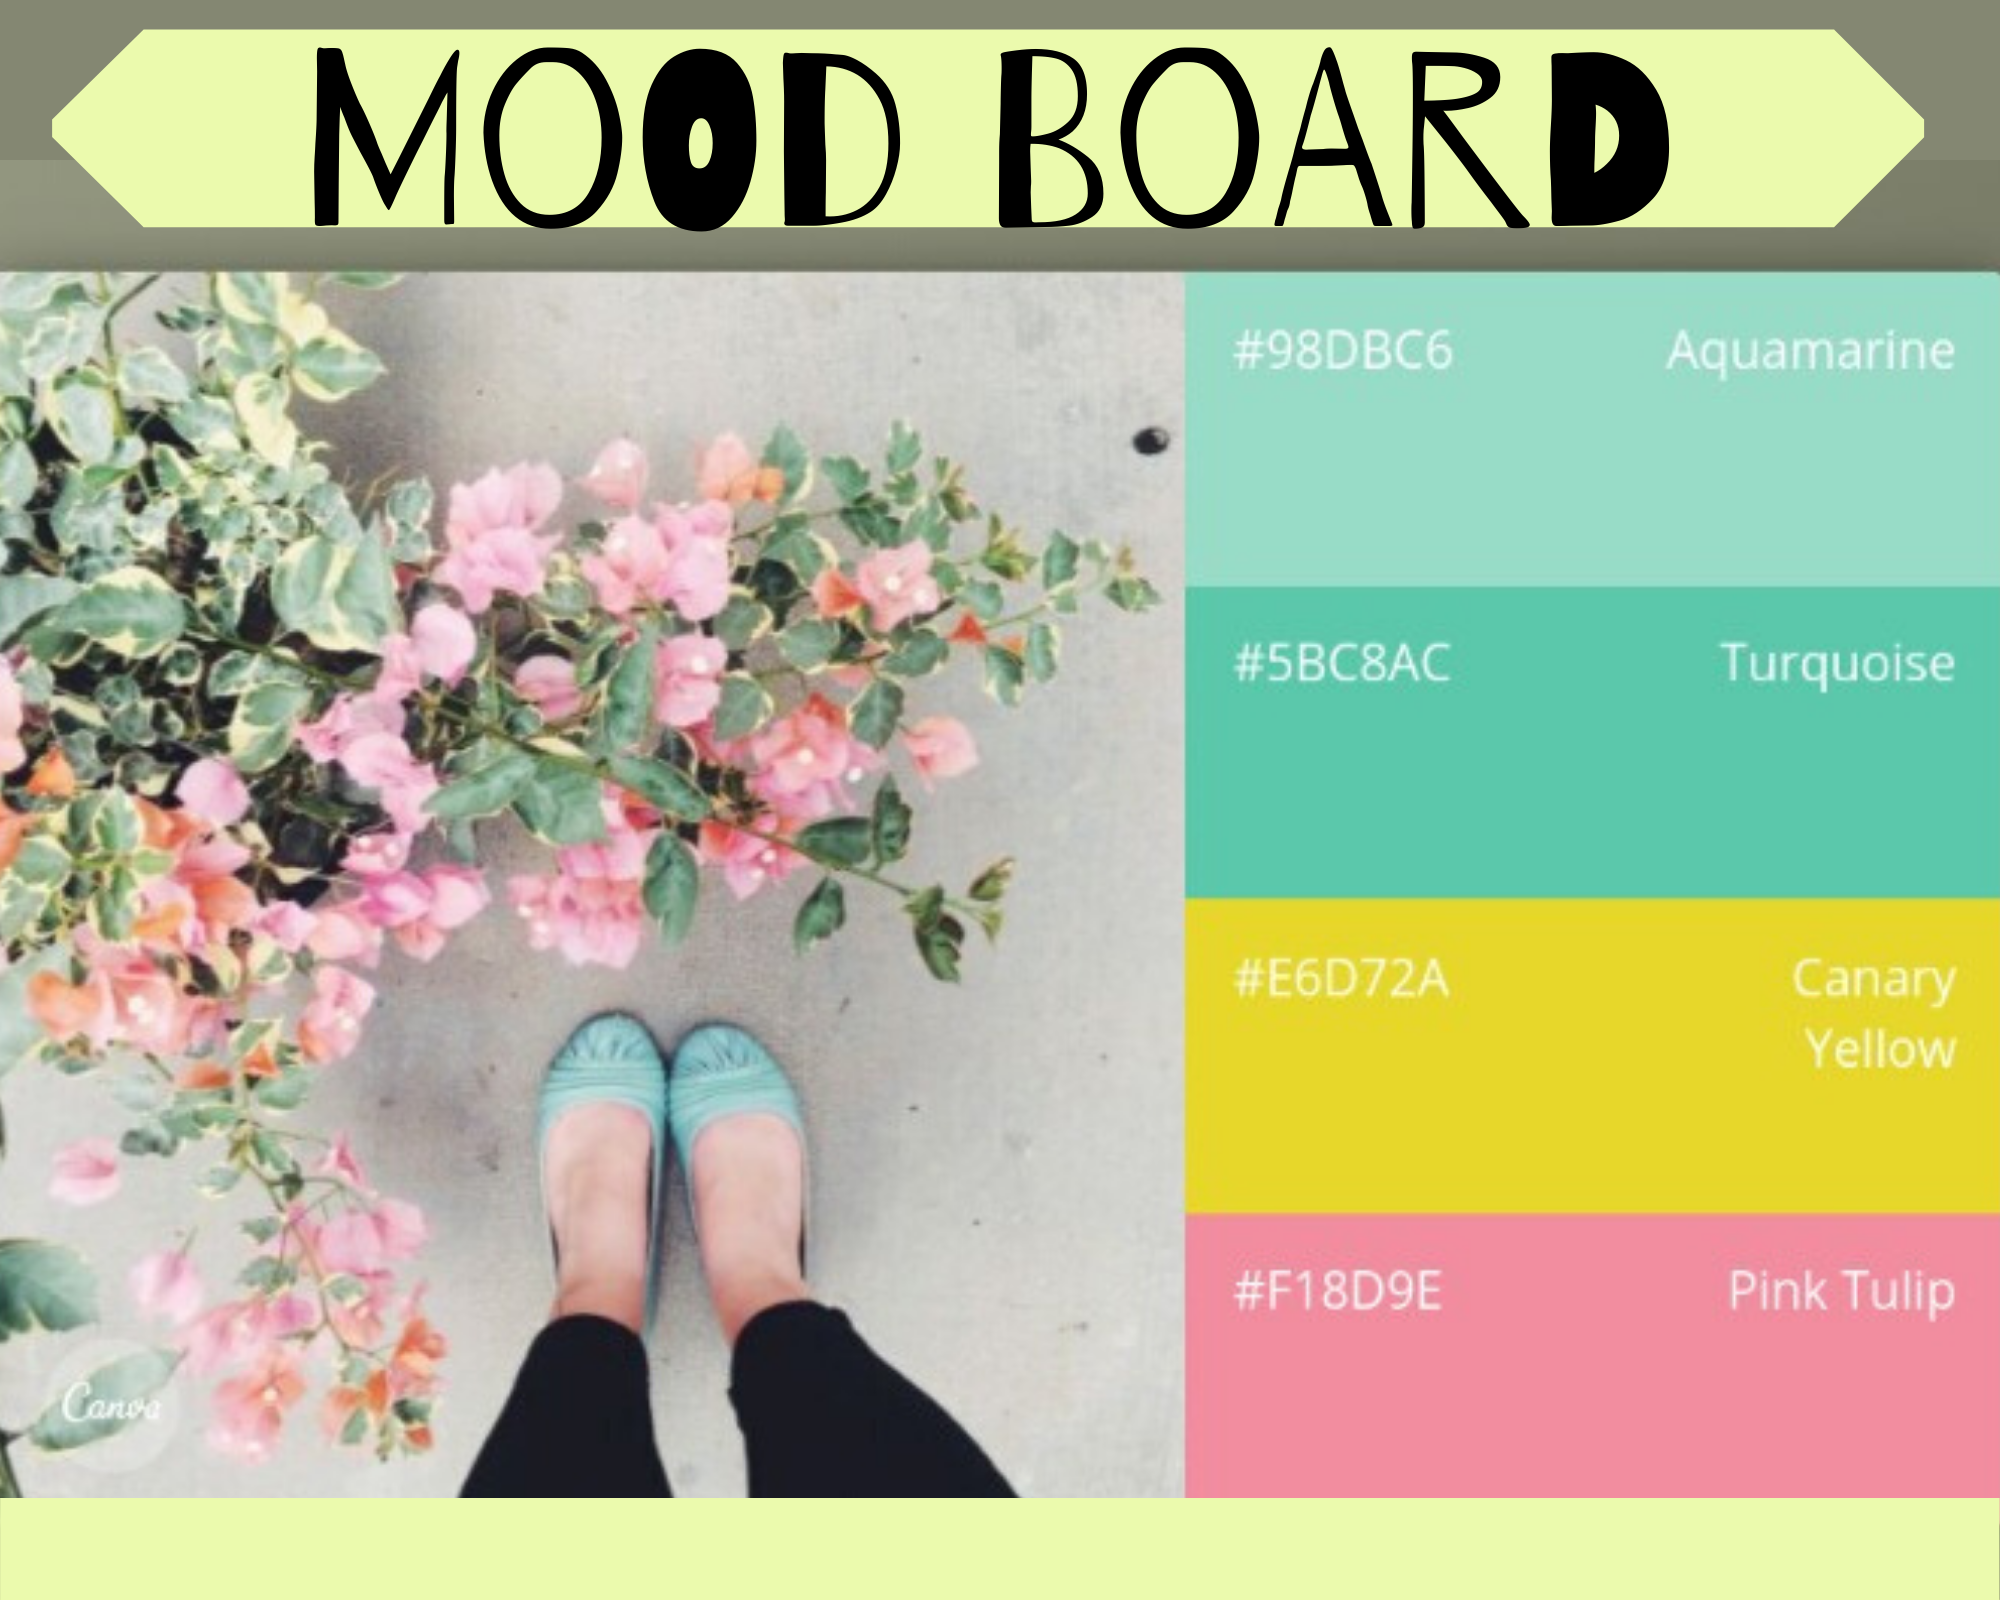 MOOD BOARD
#98DBC6 Aquamarine
#5BC8AC Turquoise
#E6D72A Canary
Yellow
#F18D9E Pink Tulip
Canva